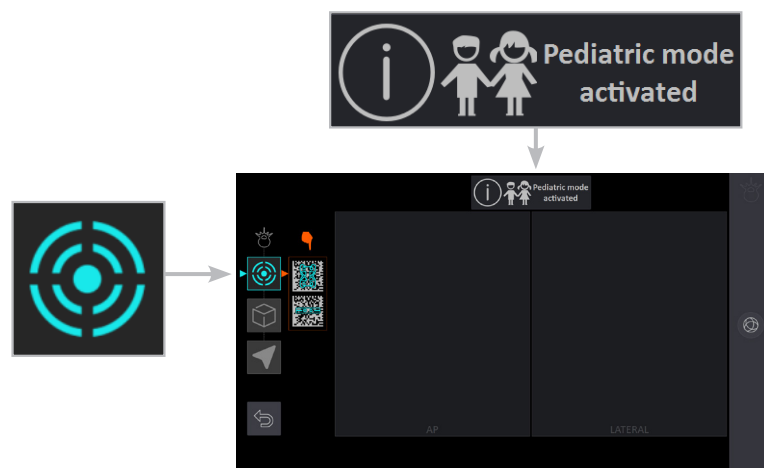 Pediatric mode
activated
Pediatric mode
activated
AP
LATERAL